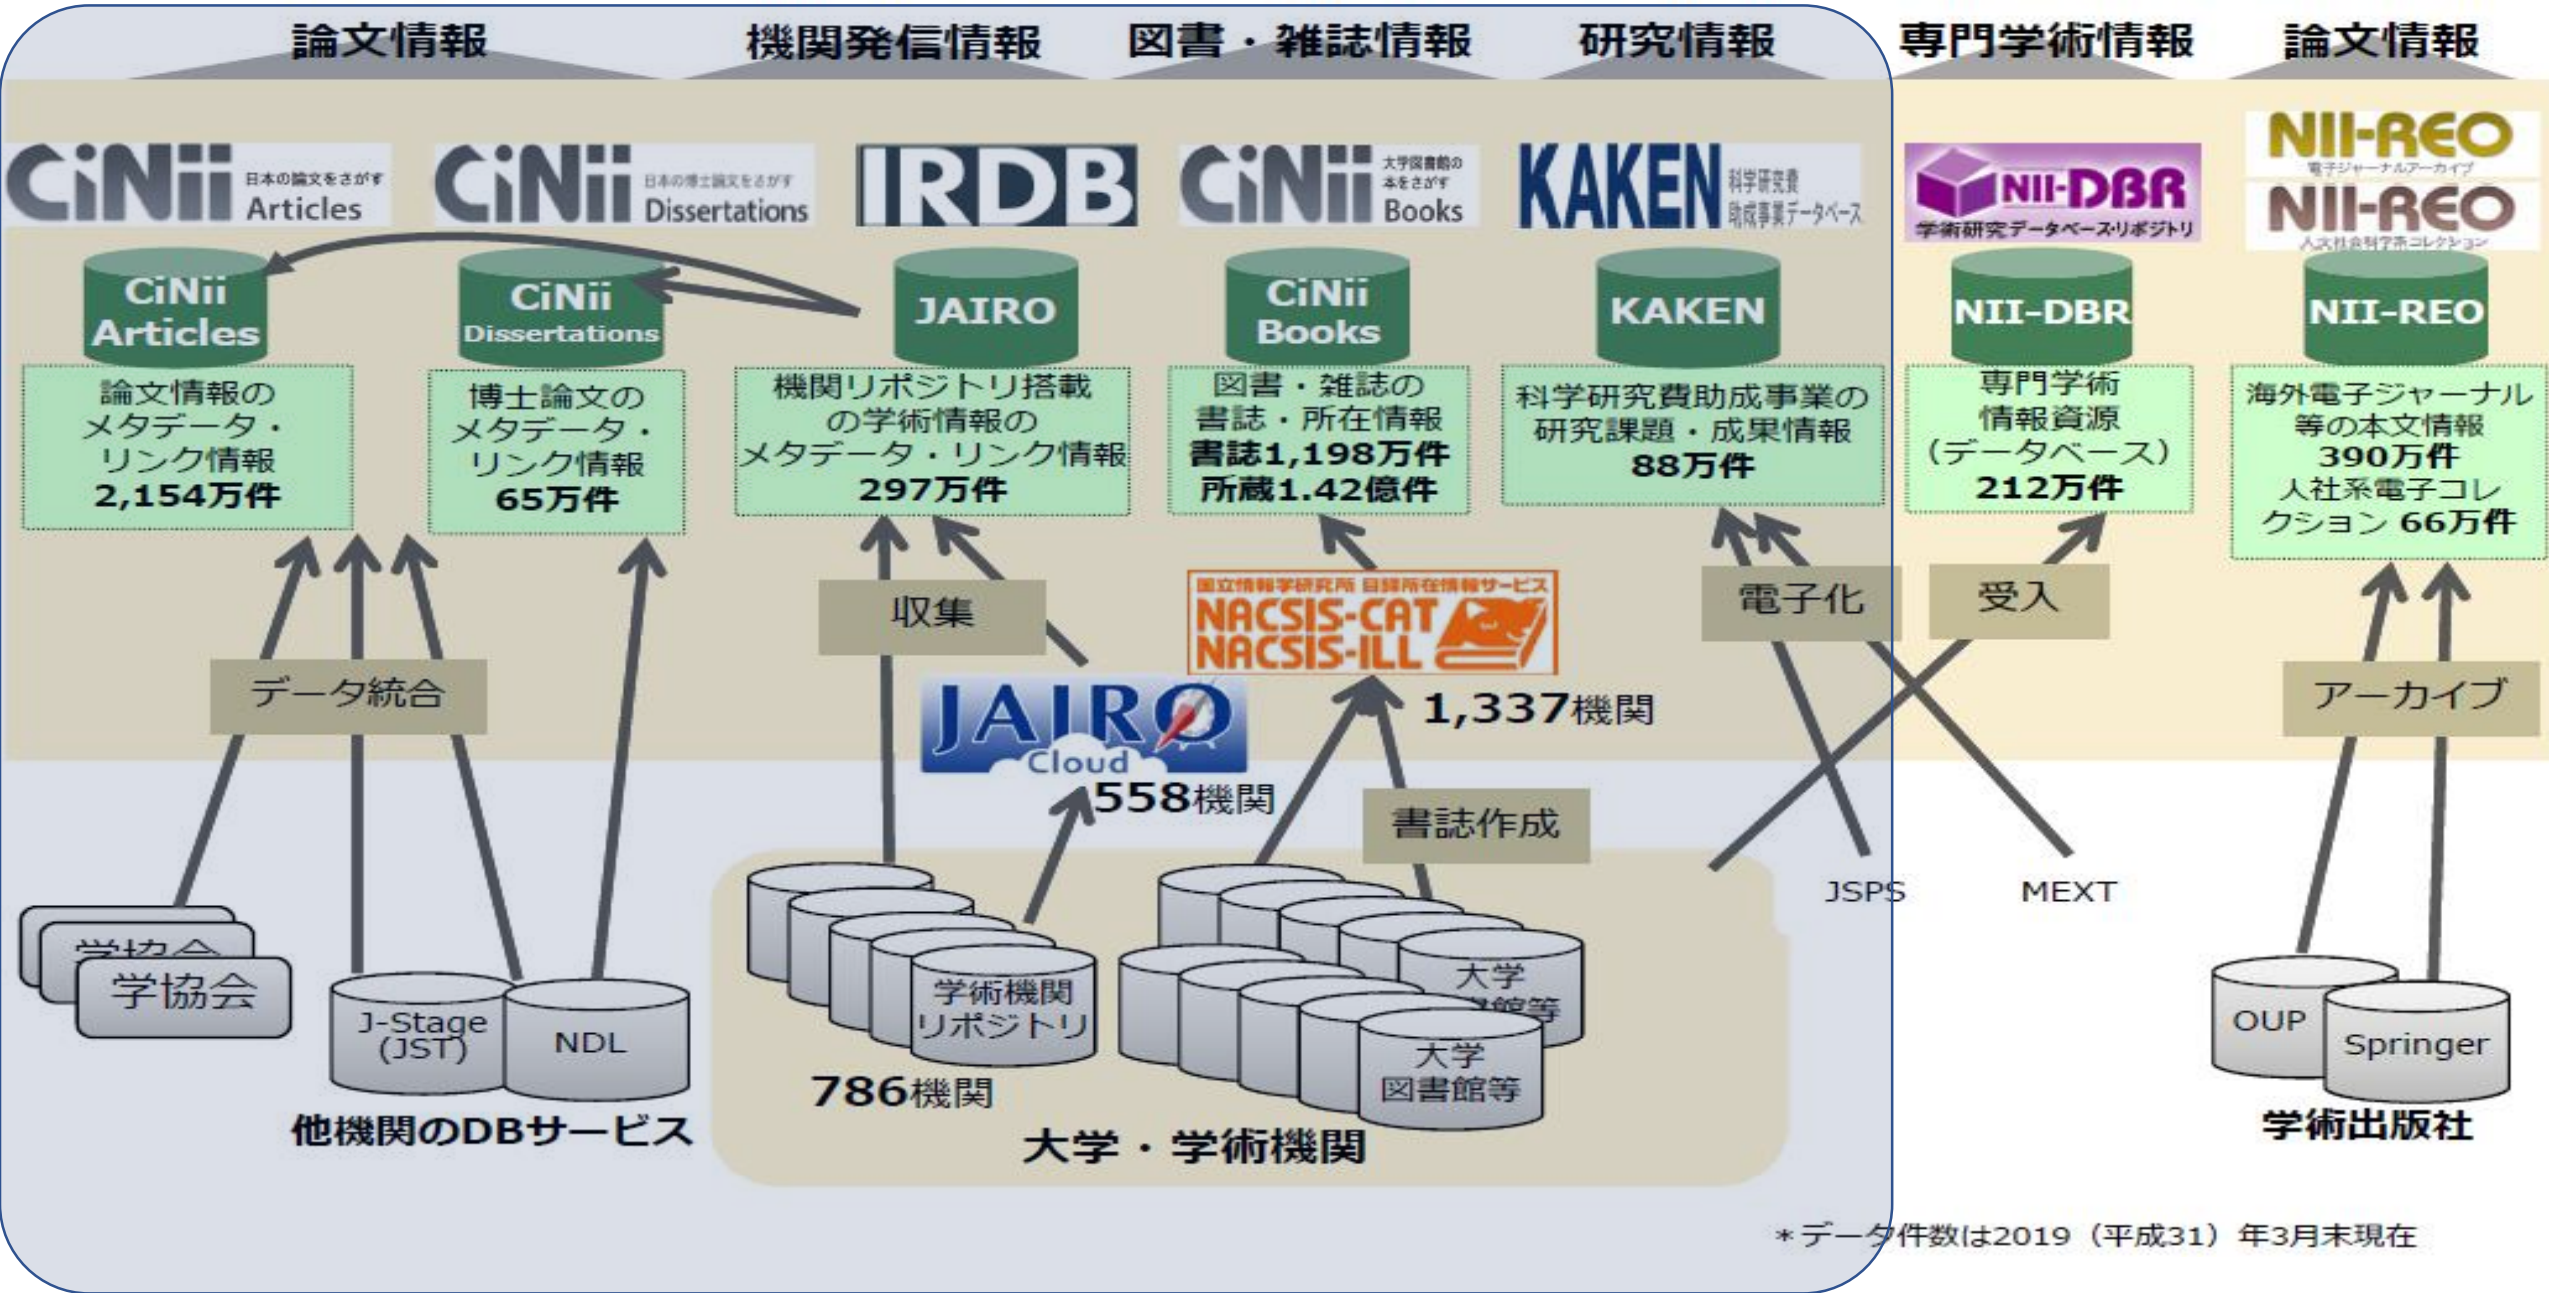 論文情報
機関発信情報
図書・雑誌情報
研究情報
専門学術情報
論文情報
CiNii 日本の論文をさがす Articles
CiNii 日本の博士論文をさがす Dissertations
IRDB
CiNii 大学図書館の本をさがす Books
KAKEN 科学研究費助成事業データベース
NII-DBR
学術研究データベース・リポジトリ
NII-REO
電子ジャーナルアーカイブ
NII-REO
人文社会科学系コレクション
CiNii
Articles
CiNii
Dissertations
JAIRO
CiNii
Books
KAKEN
NII-DBR
NII-REO
論文情報の
メタデータ・
リンク情報
2,154万件
博士論文の
メタデータ・
リンク情報
65万件
機関リポジトリ搭載
の学術情報の
メタデータ・リンク情報
297万件
図書・雑誌の
書誌・所在情報
書誌1,198万件
所蔵1.42億件
科学研究費助成事業の
研究課題・成果情報
88万件
専門学術
情報資源
(データベース)
212万件
海外電子ジャーナル
等の本文情報
390万件
人社系電子コレ
クション 66万件
データ統合
収集
国立情報学研究所 目録所在情報サービス
NACSIS-CAT
NACSIS-ILL
1,337機関
電子化
受入
アーカイブ
JAIRO
Cloud
558機関
書誌作成
JSPS
MEXT
学協会
学協会
J-Stage
(JST)
NDL
他機関のDBサービス
学術機関
リポジトリ
786機関
大学
館等
大学
図書館等
大学・学術機関
OUP
Springer
学術出版社
*データ件数は2019（平成31）年3月末現在